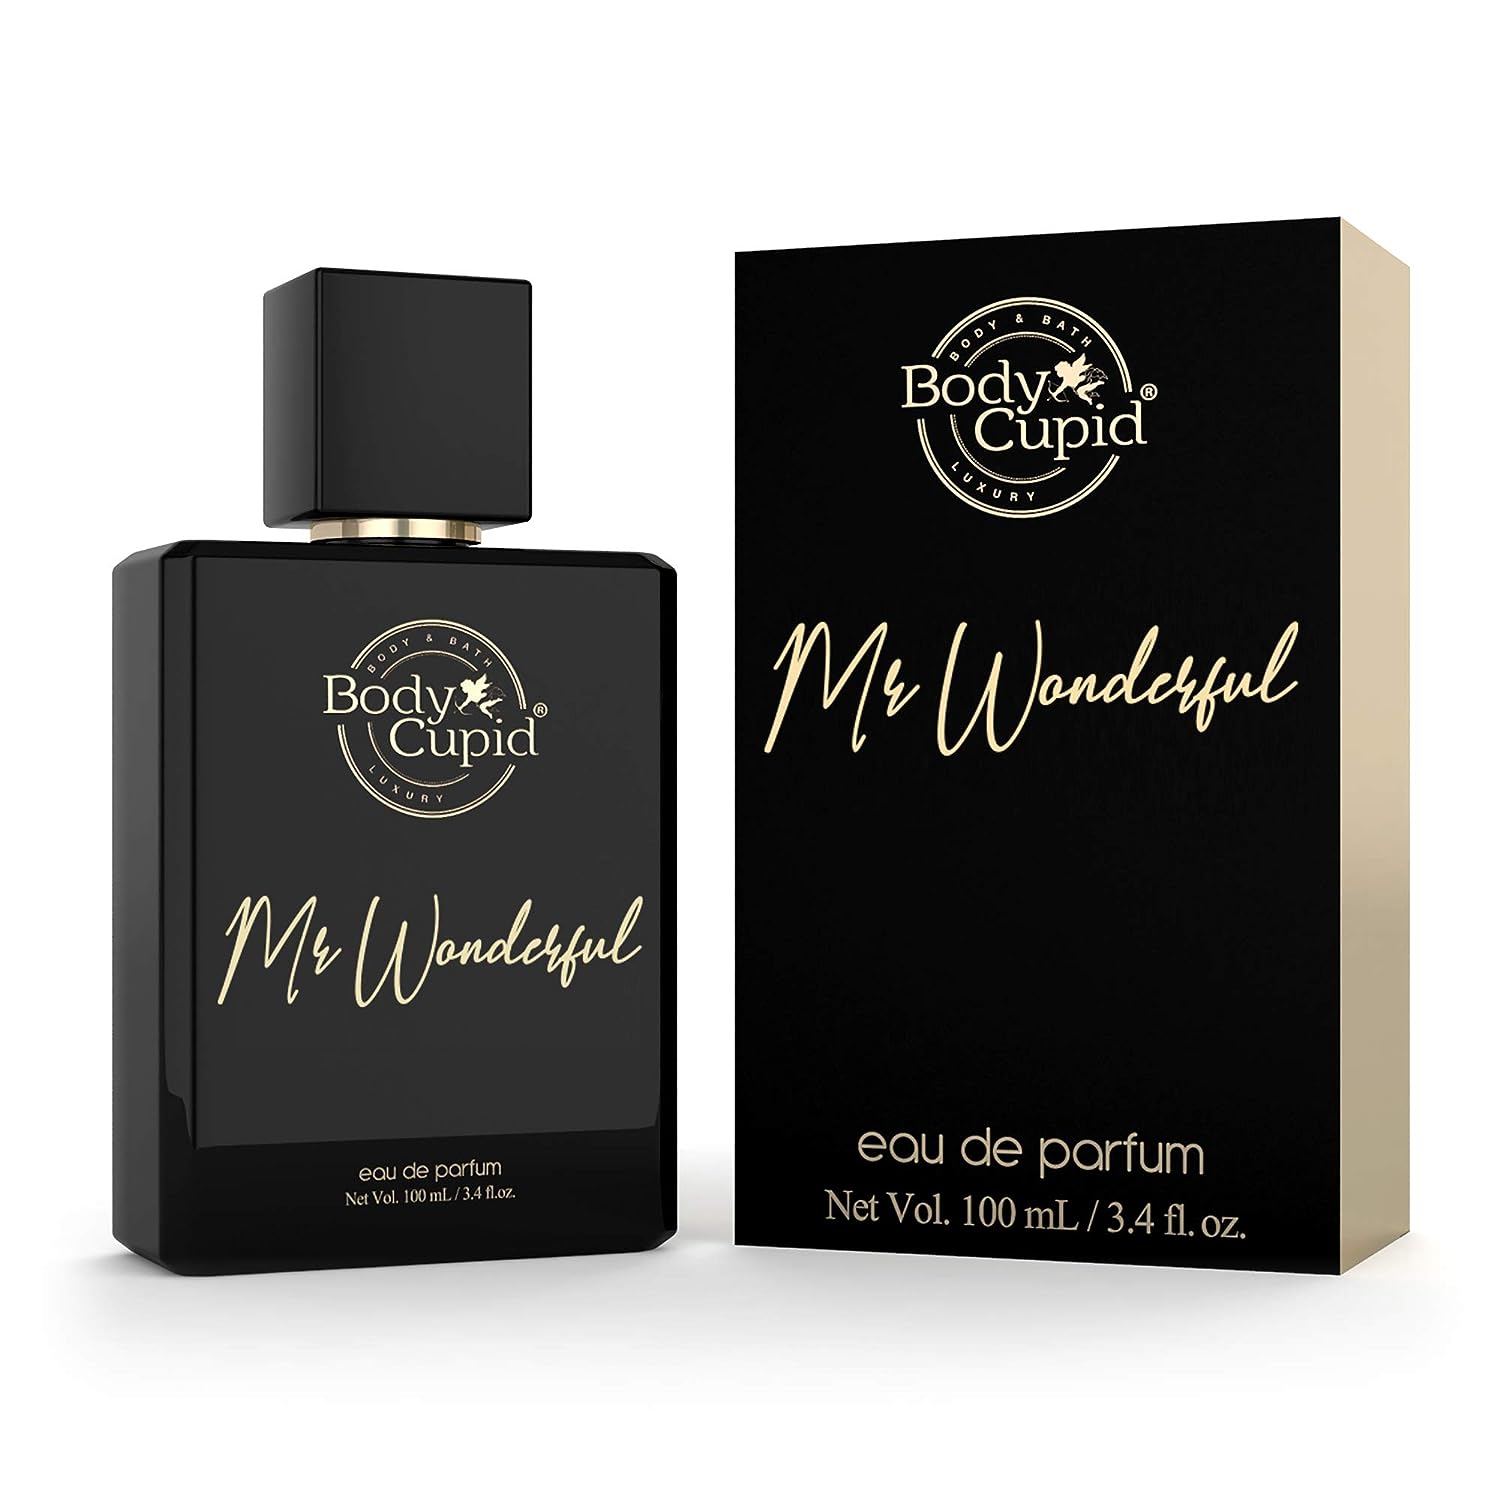 BODY & BATH
Body
Cupid®
LUXURY
Mr Wonderful
eau de parfum
Net Vol. 100 mL / 3.4 fl.oz.
BODY & BATH
Body
Cupid®
LUXURY
Mr Wonderful
eau de parfum
Net Vol. 100 mL / 3.4 fl. oz.